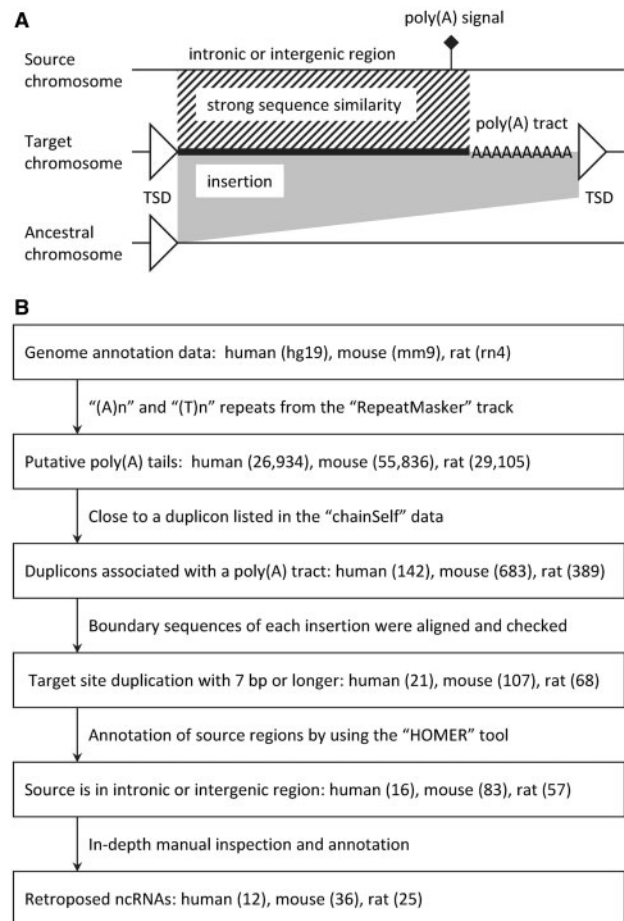 A
poly(A) signal
Source
chromosome
intronic or intergenic region
strong sequence similarity
poly(A) tract
Target
chromosome
AAAAAAAAAA
TSD
insertion
TSD
Ancestral
chromosome
B
Genome annotation data: human (hg19), mouse (mm9), rat (rn4)
“(A)n” and “(T)n” repeats from the “RepeatMasker” track
Putative poly(A) tails: human (26,934), mouse (55,836), rat (29,105)
Close to a duplicon listed in the “chainSelf” data
Duplicons associated with a poly(A) tract: human (142), mouse (683), rat (389)
Boundary sequences of each insertion were aligned and checked
Target site duplication with 7 bp or longer: human (21), mouse (107), rat (68)
Annotation of source regions by using the “HOMER” tool
Source is in intronic or intergenic region: human (16), mouse (83), rat (57)
In-depth manual inspection and annotation
Retroposed ncRNAs: human (12), mouse (36), rat (25)